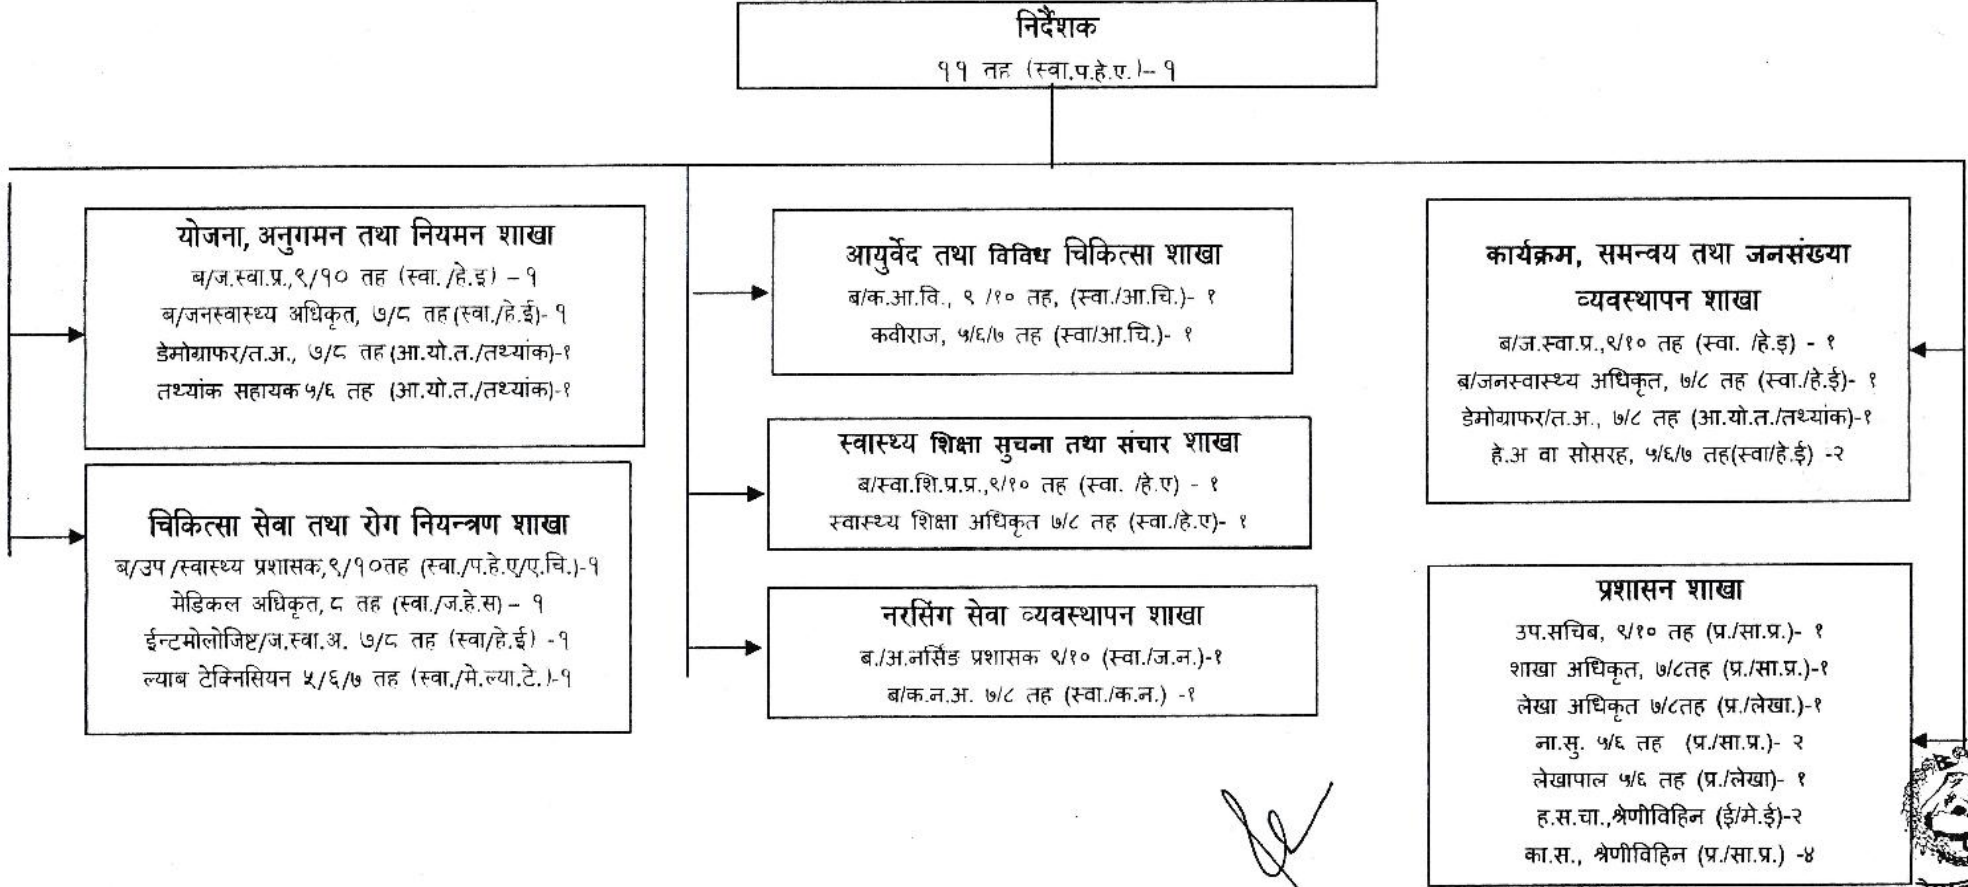 निर्देशक
११ तह (स्वा.प.हे.ए.)– १
योजना, अनुगमन तथा नियमन शाखा
ब/ज.स्वा.प्र.,९/१० तह (स्वा./हे.इ) – १
ब/जनस्वास्थ्य अधिकृत, ७/८ तह (स्वा./हे.ई)- १
डेमोग्राफर/त.अ., ७/८ तह (आ.यो.त./तथ्यांक)-१
तथ्यांक सहायक ५/६ तह (आ.यो.त./तथ्यांक)-१
चिकित्सा सेवा तथा रोग नियन्त्रण शाखा
ब/उप /स्वास्थ्य प्रशासक,९/१०तह (स्वा./प.हे.ए/ए.चि.)-१
मेडिकल अधिकृत, ८ तह (स्वा./ज.हे.स) – १
ईन्टमोलोजिष्ट/ज.स्वा.अ. ७/८ तह (स्वा/हे.ई) -१
ल्याब टेक्निसियन ५/६/७ तह (स्वा./मे.ल्या.टे.)-१
आयुर्वेद तथा विविध चिकित्सा शाखा
ब/क.आ.वि., ९ /१० तह, (स्वा./आ.चि.)- १
कवीराज, ५/६/७ तह (स्वा/आ.चि.)- १
स्वास्थ्य शिक्षा सुचना तथा संचार शाखा
ब/स्वा.शि.प्र.प्र.,९/१० तह (स्वा. /हे.ए) - १
स्वास्थ्य शिक्षा अधिकृत ७/८ तह (स्वा./हे.ए)- १
नरसिंग सेवा व्यवस्थापन शाखा
ब./अ.नर्सिङ प्रशासक ९/१० (स्वा./ज.न.)-१
ब/क.न.अ. ७/८ तह (स्वा./क.न.) -१
कार्यक्रम, समन्वय तथा जनसंख्या
व्यवस्थापन शाखा
ब/ज.स्वा.प्र.,९/१० तह (स्वा. /हे.इ) - १
ब/जनस्वास्थ्य अधिकृत, ७/८ तह (स्वा./हे.ई)- १
डेमोग्राफर/त.अ., ७/८ तह (आ.यो.त./तथ्यांक)-१
हे.अ वा सोसरह, ५/६/७ तह(स्वा/हे.ई) -२
प्रशासन शाखा
उप.सचिब, ९/१० तह (प्र./सा.प्र.)- १
शाखा अधिकृत, ७/८तह (प्र./सा.प्र.)-१
लेखा अधिकृत ७/८तह (प्र./लेखा.)-१
ना.सु. ५/६ तह (प्र./सा.प्र.)- २
लेखापाल ५/६ तह (प्र./लेखा)- १
ह.स.चा.,श्रेणीविहिन (ई/मे.ई)-२
का.स., श्रेणीविहिन (प्र./सा.प्र.) -४